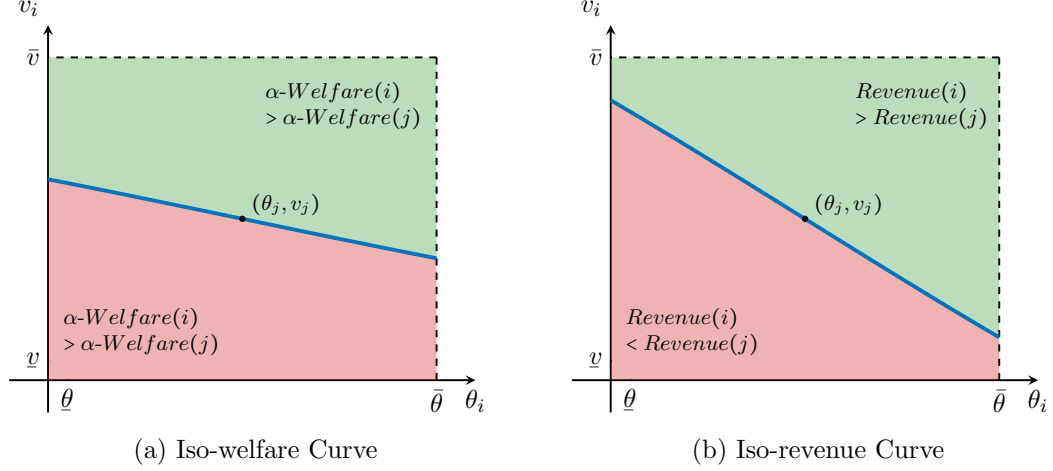 v_i
v̄
α-Welfare(i)
> α-Welfare(j)
(θ_j, v_j)
α-Welfare(i)
> α-Welfare(j)
v̲
θ̲
θ̄
θ_i
(a) Iso-welfare Curve
v_i
v̄
Revenue(i)
> Revenue(j)
(θ_j, v_j)
Revenue(i)
< Revenue(j)
v̲
θ̲
θ̄
θ_i
(b) Iso-revenue Curve